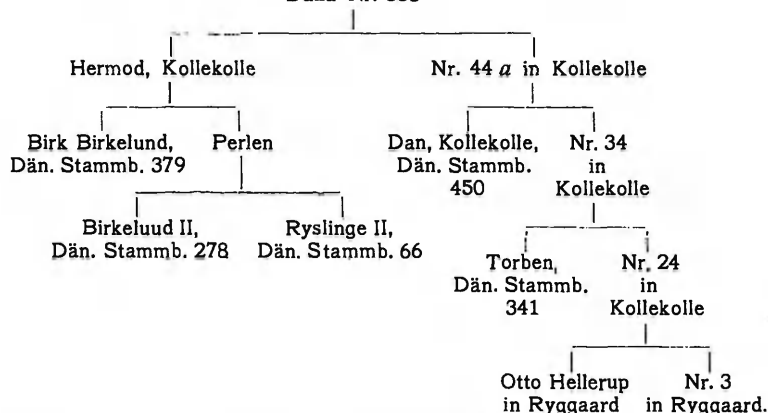 Hermod, Kollekolle
Nr. 44 a in Kollekolle
Birk Birkelund,
Dän. Stammb. 379
Perlen
Dan, Kollekolle,
Dän. Stammb.
450
Nr. 34
in
Kollekolle
Birkeluud II,
Dän. Stammb. 278
Ryslinge II,
Dän. Stammb. 66
Torben,
Dän. Stammb.
341
Nr. 24
in
Kollekolle
Otto Hellerup
in Ryggaard
Nr. 3
in Ryggaard.